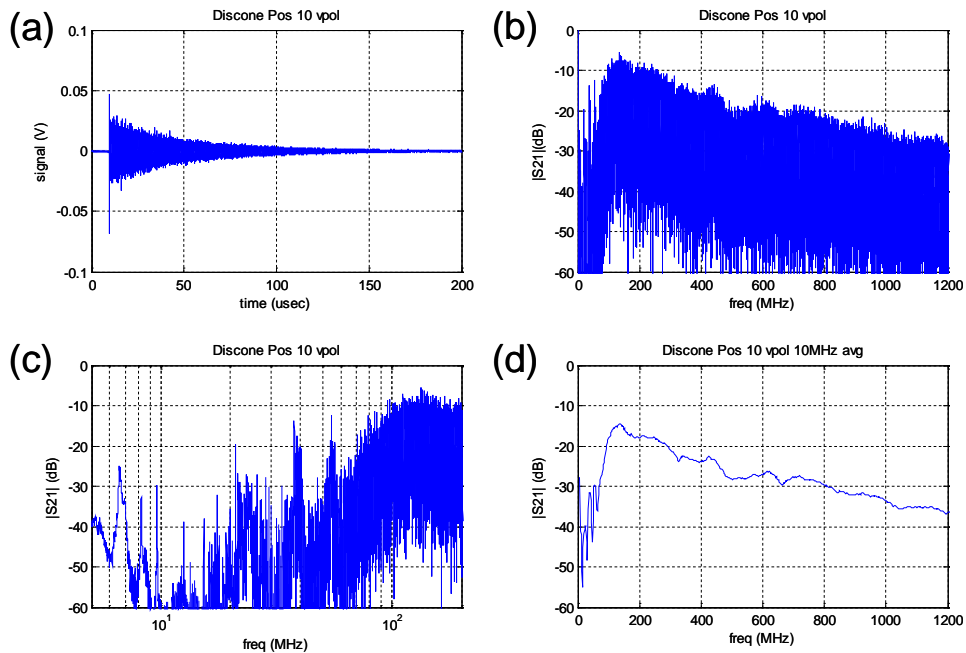 (a)
Discone Pos 10 vpol
0.1
0.05
0
-0.05
-0.1
signal (V)
0 50 100 150 200
time (usec)
(b)
Discone Pos 10 vpol
0
-10
-20
-30
-40
-50
-60
|S21|(dB)
0 200 400 600 800 1000 1200
freq (MHz)
(c)
Discone Pos 10 vpol
0
-10
-20
-30
-40
-50
-60
|S21| (dB)
10^1 10^2
freq (MHz)
(d)
Discone Pos 10 vpol 10MHz avg
0
-10
-20
-30
-40
-50
-60
|S21| (dB)
0 200 400 600 800 1000 1200
freq (MHz)